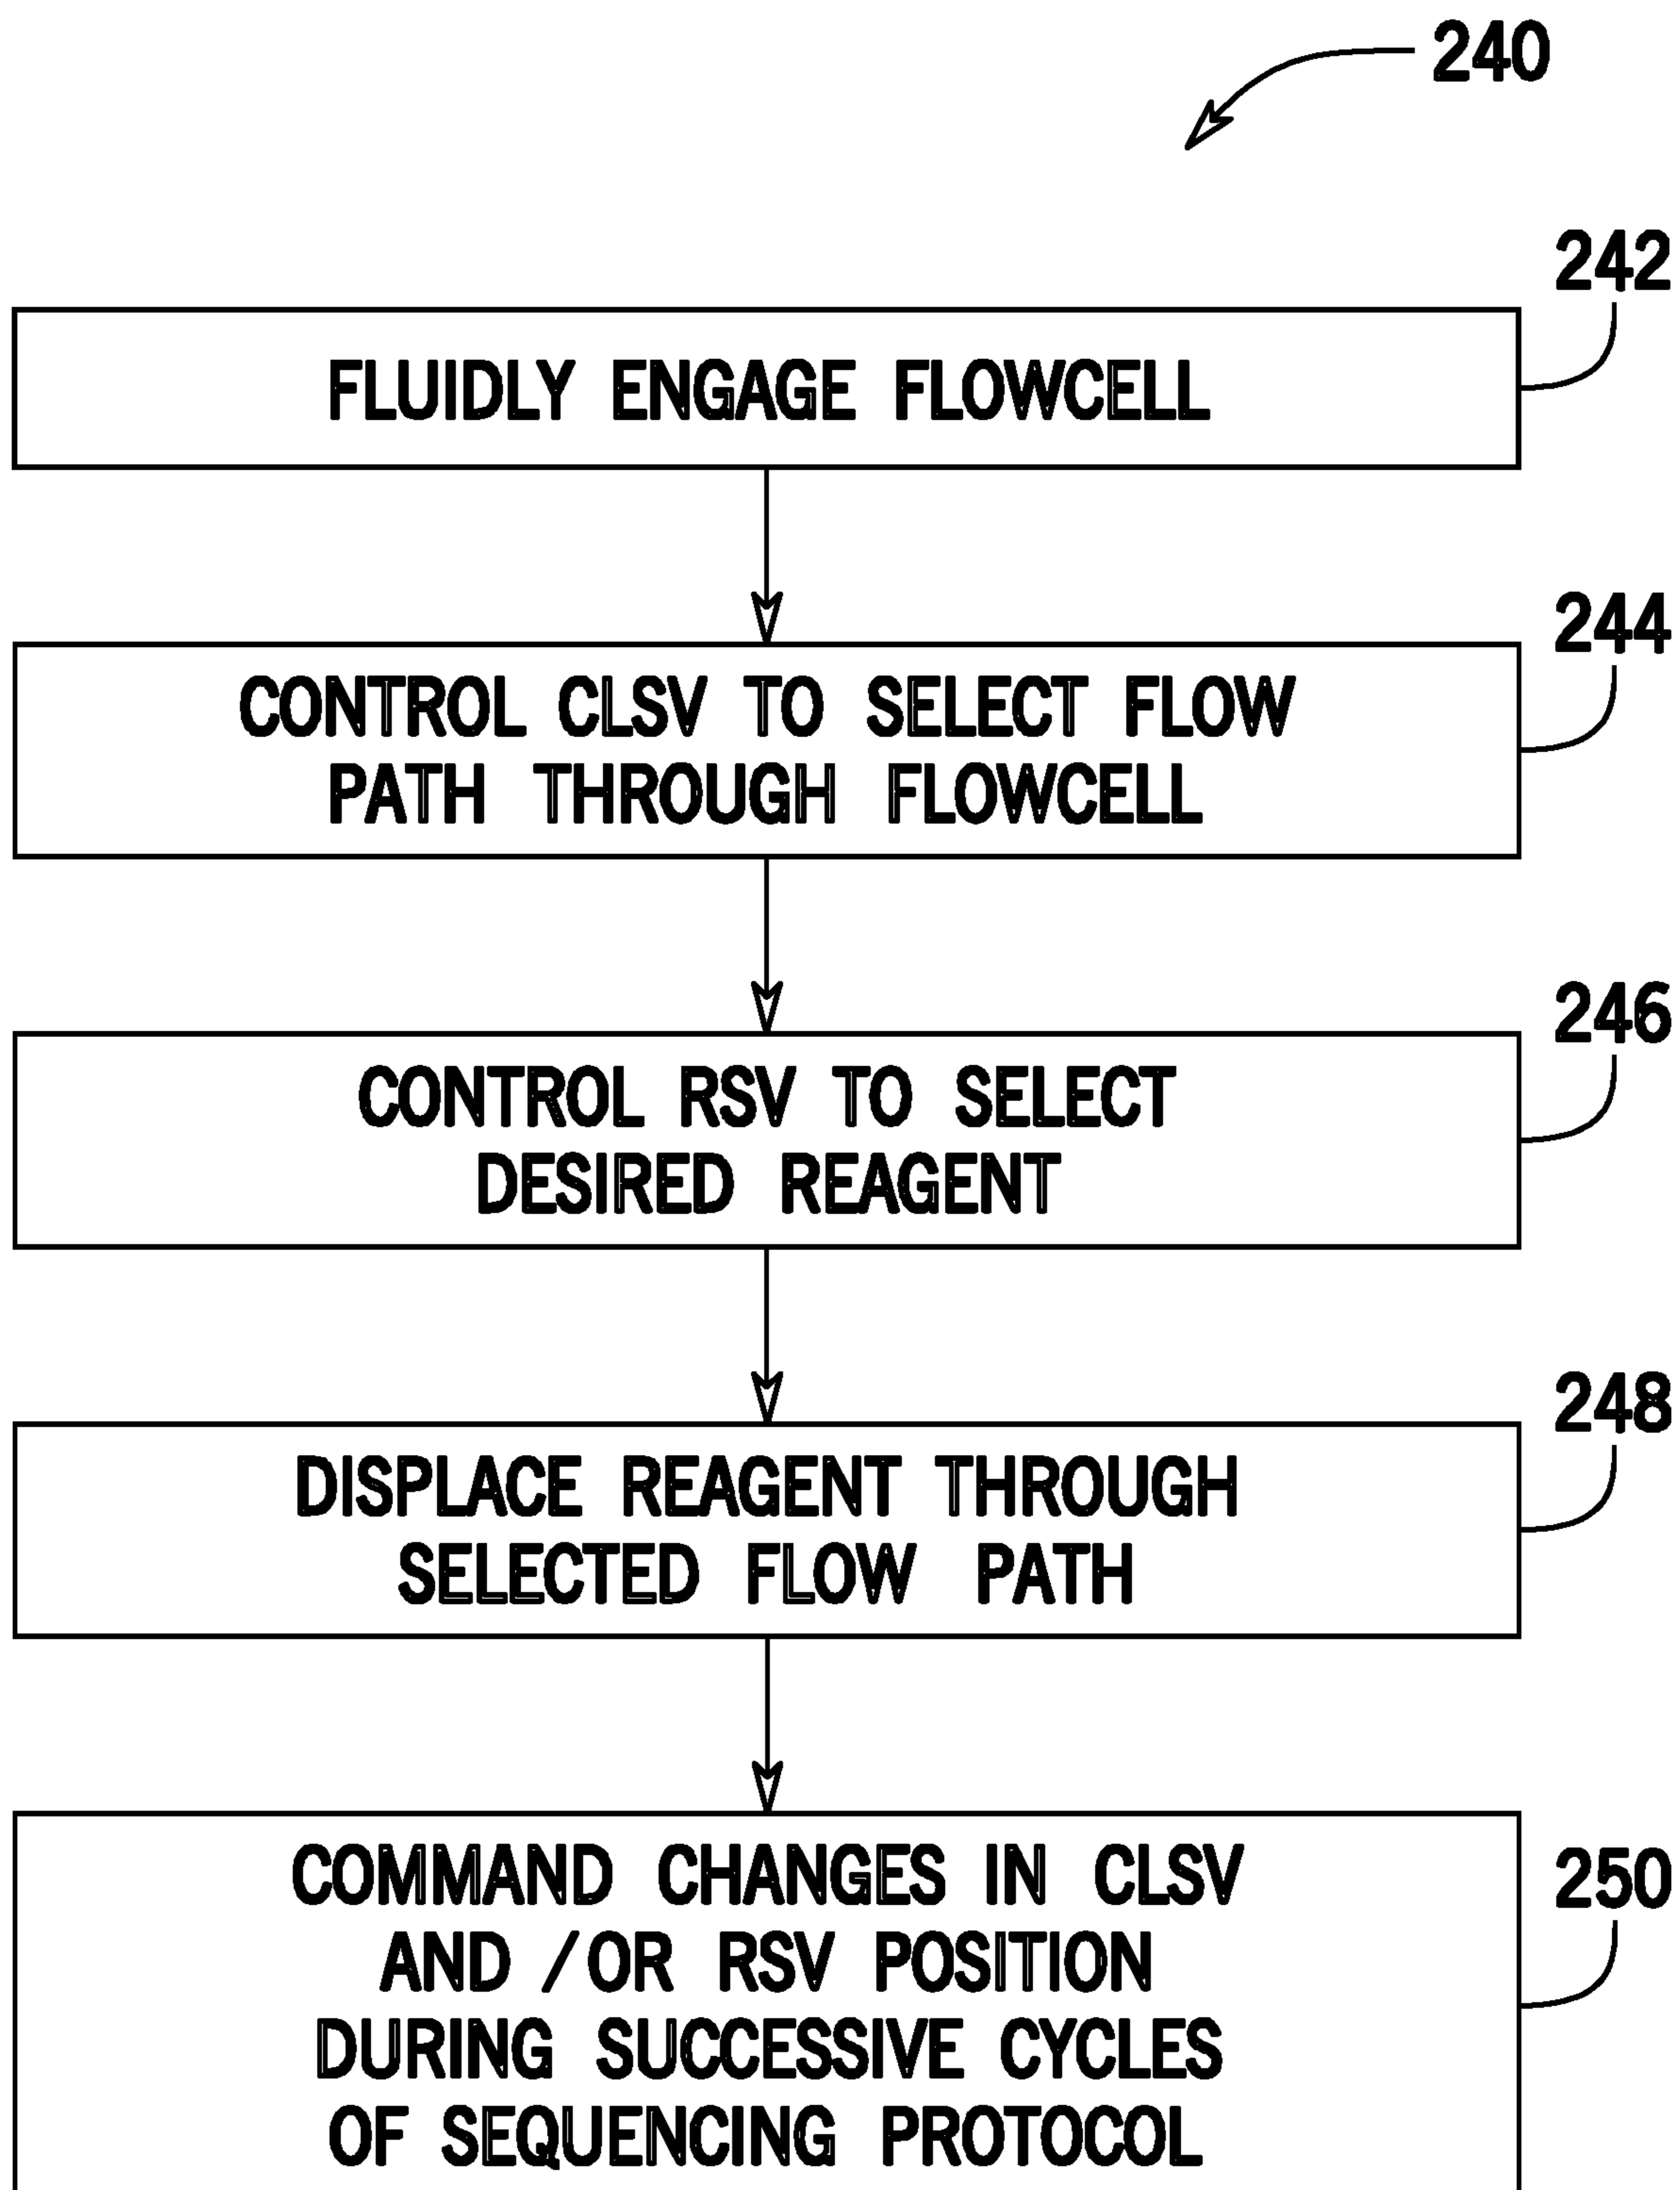 240
242
FLUIDLY ENGAGE FLOWCELL
244
CONTROL CLSV TO SELECT FLOW
PATH THROUGH FLOWCELL
246
CONTROL RSV TO SELECT
DESIRED REAGENT
248
DISPLACE REAGENT THROUGH
SELECTED FLOW PATH
250
COMMAND CHANGES IN CLSV
AND /OR RSV POSITION
DURING SUCCESSIVE CYCLES
OF SEQUENCING PROTOCOL